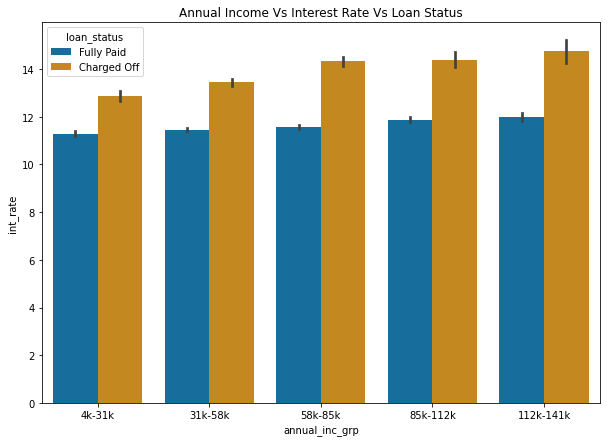 Annual Income Vs Interest Rate Vs Loan Status
loan_status
Fully Paid
Charged Off
14
12
10
8
6
4
2
0
int_rate
4k-31k
31k-58k
58k-85k
85k-112k
112k-141k
annual_inc_grp